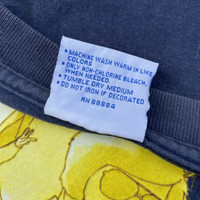 • MACHINE WASH WARM IN LIKE
COLORS
• ONLY NON-CHLORINE BLEACH,
WHEN NEEDED.
• TUMBLE DRY MEDIUM
• DO NOT IRON IF DECORATED
RN 88884